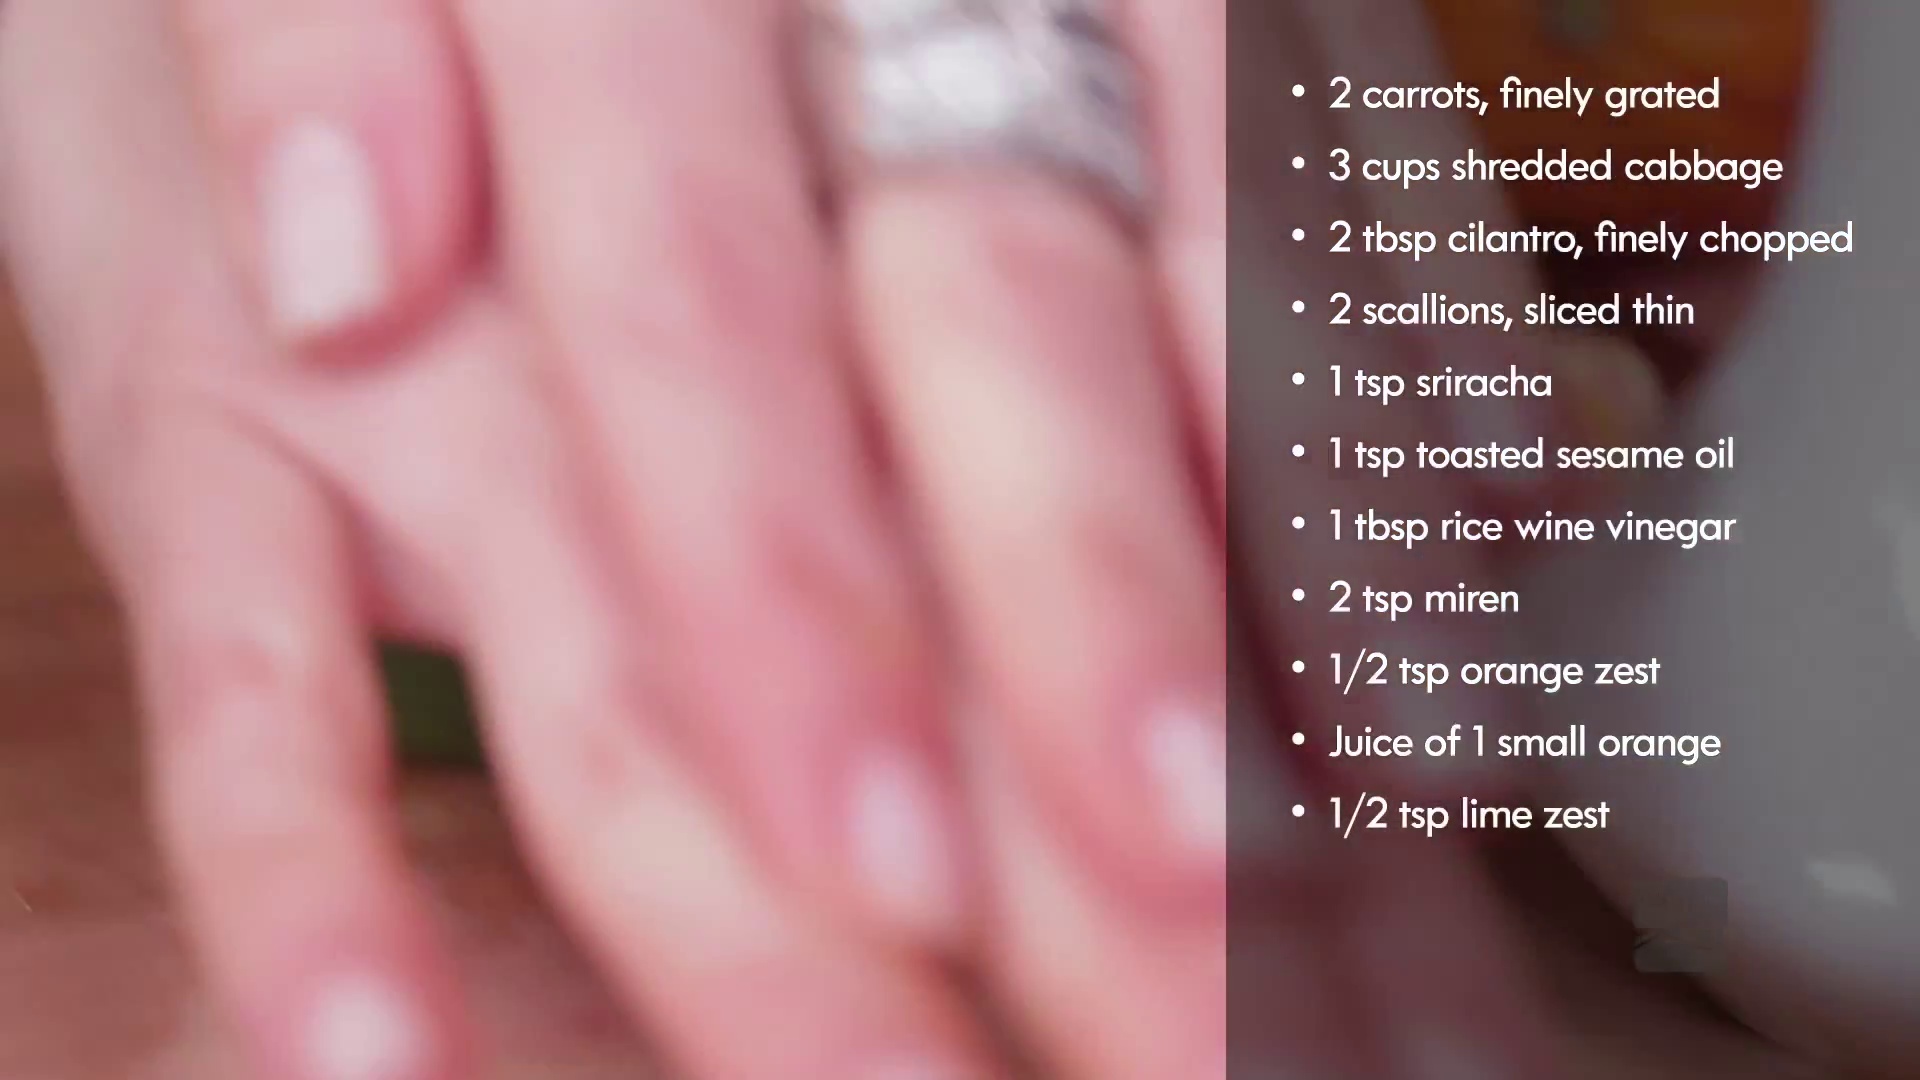 • 2 carrots, finely grated
• 3 cups shredded cabbage
• 2 tbsp cilantro, finely chopped
• 2 scallions, sliced thin
• 1 tsp sriracha
• 1 tsp toasted sesame oil
• 1 tbsp rice wine vinegar
• 2 tsp miren
• 1/2 tsp orange zest
• Juice of 1 small orange
• 1/2 tsp lime zest